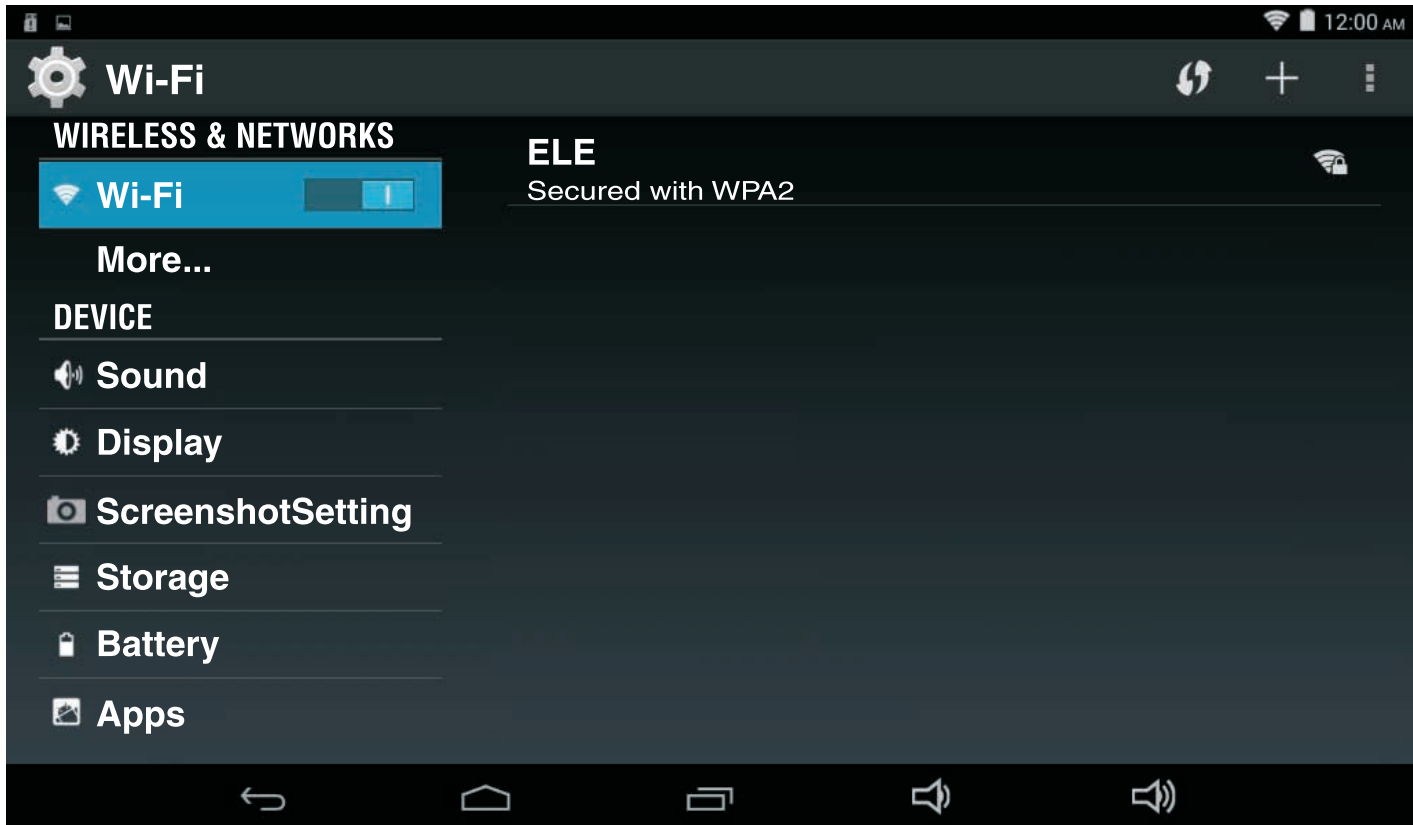 12:00 AM
Wi-Fi
WIRELESS & NETWORKS
Wi-Fi
More...
DEVICE
Sound
Display
ScreenshotSetting
Storage
Battery
Apps
ELE
Secured with WPA2